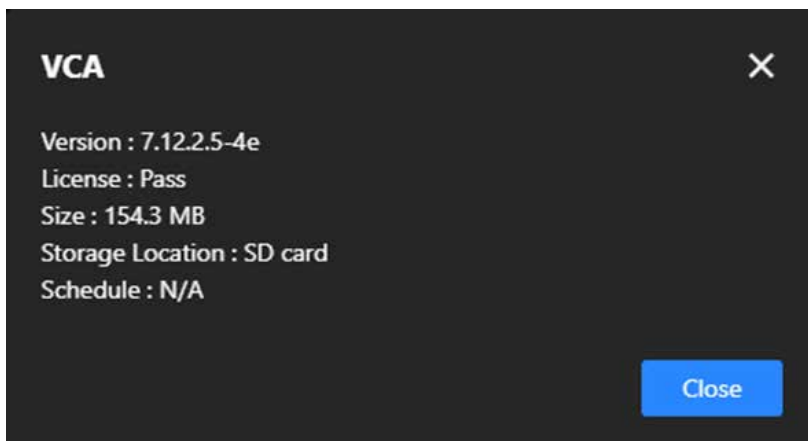 VCA
Version : 7.12.2.5-4e
License : Pass
Size : 154.3 MB
Storage Location : SD card
Schedule : N/A
Close